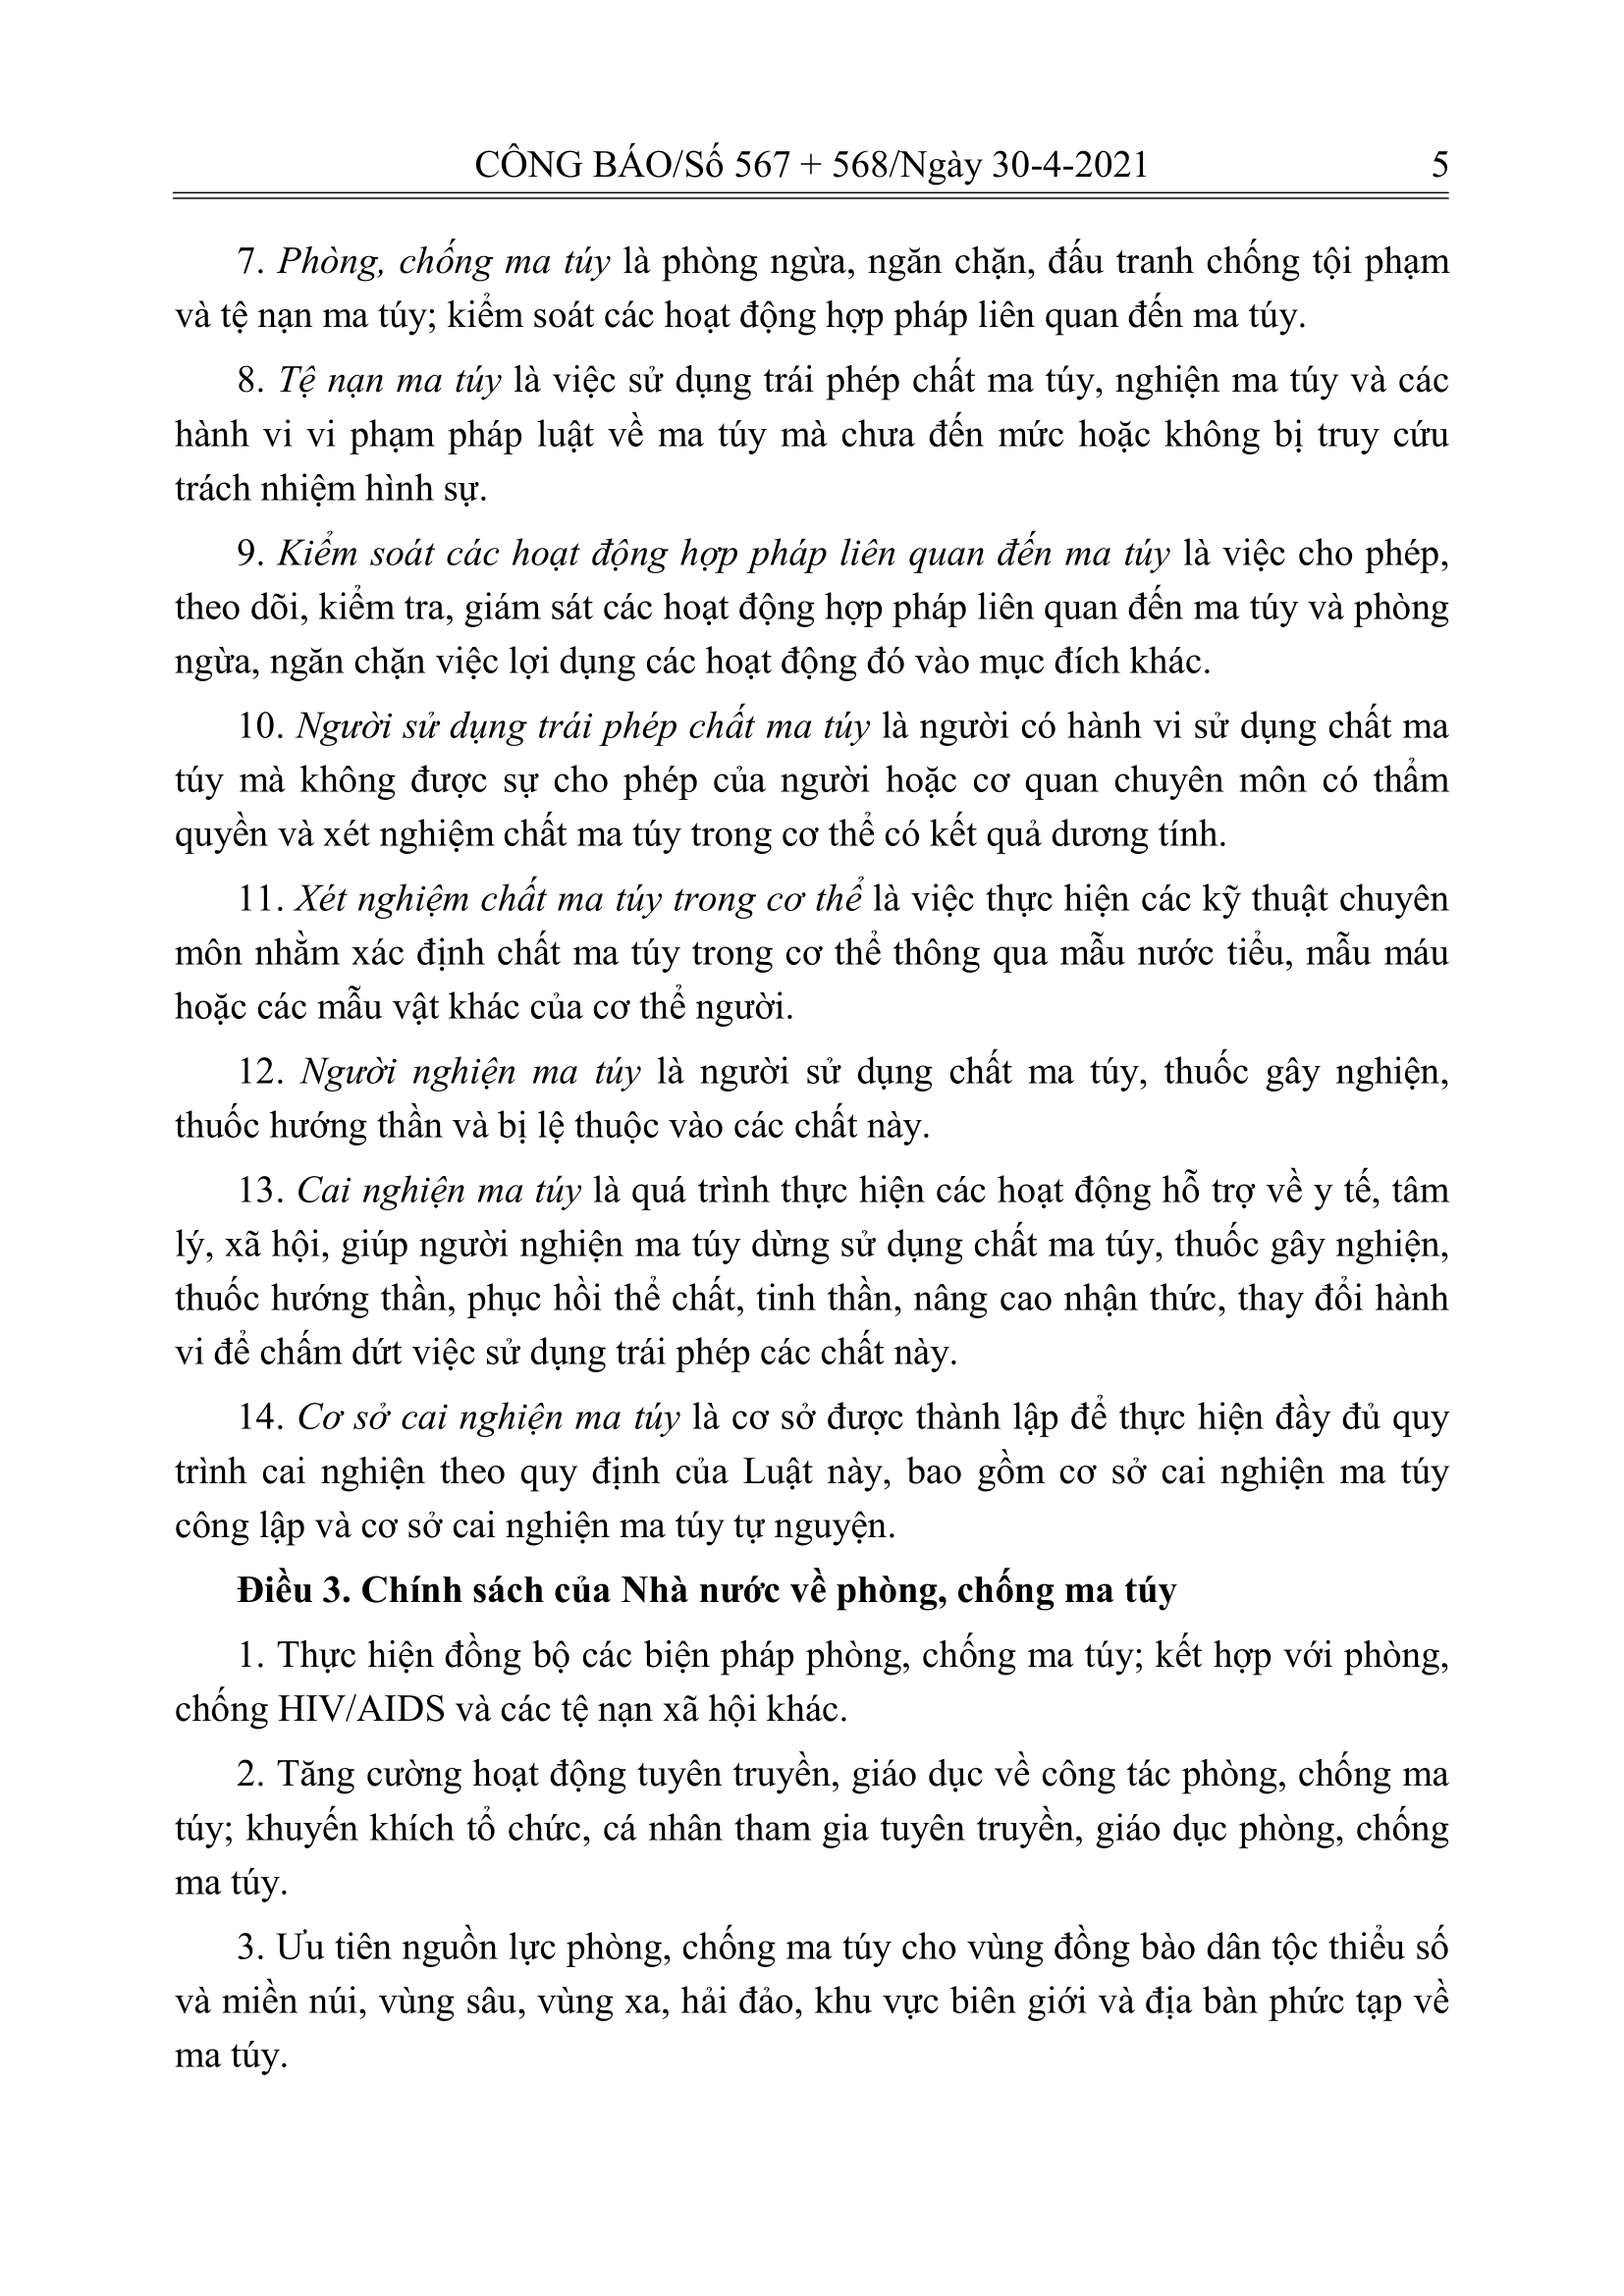 CÔNG BÁO/Số 567 + 568/Ngày 30-4-2021 5
7. Phòng, chống ma túy là phòng ngừa, ngăn chặn, đấu tranh chống tội phạm
và tệ nạn ma túy; kiểm soát các hoạt động hợp pháp liên quan đến ma túy.
8. Tệ nạn ma túy là việc sử dụng trái phép chất ma túy, nghiện ma túy và các
hành vi vi phạm pháp luật về ma túy mà chưa đến mức hoặc không bị truy cứu
trách nhiệm hình sự.
9. Kiểm soát các hoạt động hợp pháp liên quan đến ma túy là việc cho phép,
theo dõi, kiểm tra, giám sát các hoạt động hợp pháp liên quan đến ma túy và phòng
ngừa, ngăn chặn việc lợi dụng các hoạt động đó vào mục đích khác.
10. Người sử dụng trái phép chất ma túy là người có hành vi sử dụng chất ma
túy mà không được sự cho phép của người hoặc cơ quan chuyên môn có thẩm
quyền và xét nghiệm chất ma túy trong cơ thể có kết quả dương tính.
11. Xét nghiệm chất ma túy trong cơ thể là việc thực hiện các kỹ thuật chuyên
môn nhằm xác định chất ma túy trong cơ thể thông qua mẫu nước tiểu, mẫu máu
hoặc các mẫu vật khác của cơ thể người.
12. Người nghiện ma túy là người sử dụng chất ma túy, thuốc gây nghiện,
thuốc hướng thần và bị lệ thuộc vào các chất này.
13. Cai nghiện ma túy là quá trình thực hiện các hoạt động hỗ trợ về y tế, tâm
lý, xã hội, giúp người nghiện ma túy dừng sử dụng chất ma túy, thuốc gây nghiện,
thuốc hướng thần, phục hồi thể chất, tinh thần, nâng cao nhận thức, thay đổi hành
vi để chấm dứt việc sử dụng trái phép các chất này.
14. Cơ sở cai nghiện ma túy là cơ sở được thành lập để thực hiện đầy đủ quy
trình cai nghiện theo quy định của Luật này, bao gồm cơ sở cai nghiện ma túy
công lập và cơ sở cai nghiện ma túy tự nguyện.
Điều 3. Chính sách của Nhà nước về phòng, chống ma túy
1. Thực hiện đồng bộ các biện pháp phòng, chống ma túy; kết hợp với phòng,
chống HIV/AIDS và các tệ nạn xã hội khác.
2. Tăng cường hoạt động tuyên truyền, giáo dục về công tác phòng, chống ma
túy; khuyến khích tổ chức, cá nhân tham gia tuyên truyền, giáo dục phòng, chống
ma túy.
3. Ưu tiên nguồn lực phòng, chống ma túy cho vùng đồng bào dân tộc thiểu số
và miền núi, vùng sâu, vùng xa, hải đảo, khu vực biên giới và địa bàn phức tạp về
ma túy.